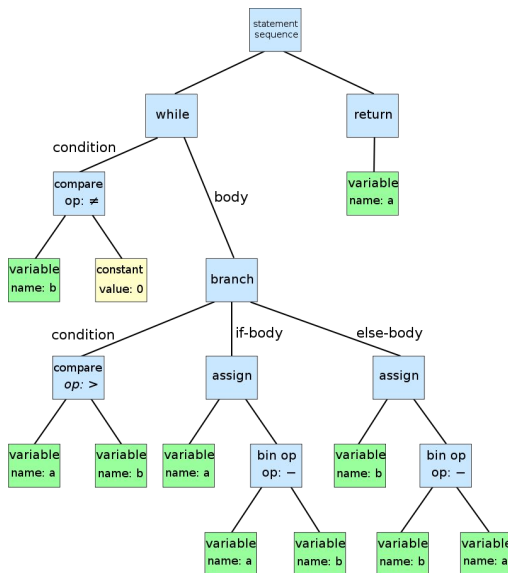 statement
sequence
while
return
condition
body
compare
op: ≠
variable
name: a
variable
name: b
constant
value: 0
branch
condition
if-body
else-body
compare
op: >
assign
assign
variable
name: a
variable
name: b
variable
name: a
bin op
op: −
variable
name: b
bin op
op: −
variable
name: a
variable
name: b
variable
name: b
variable
name: a